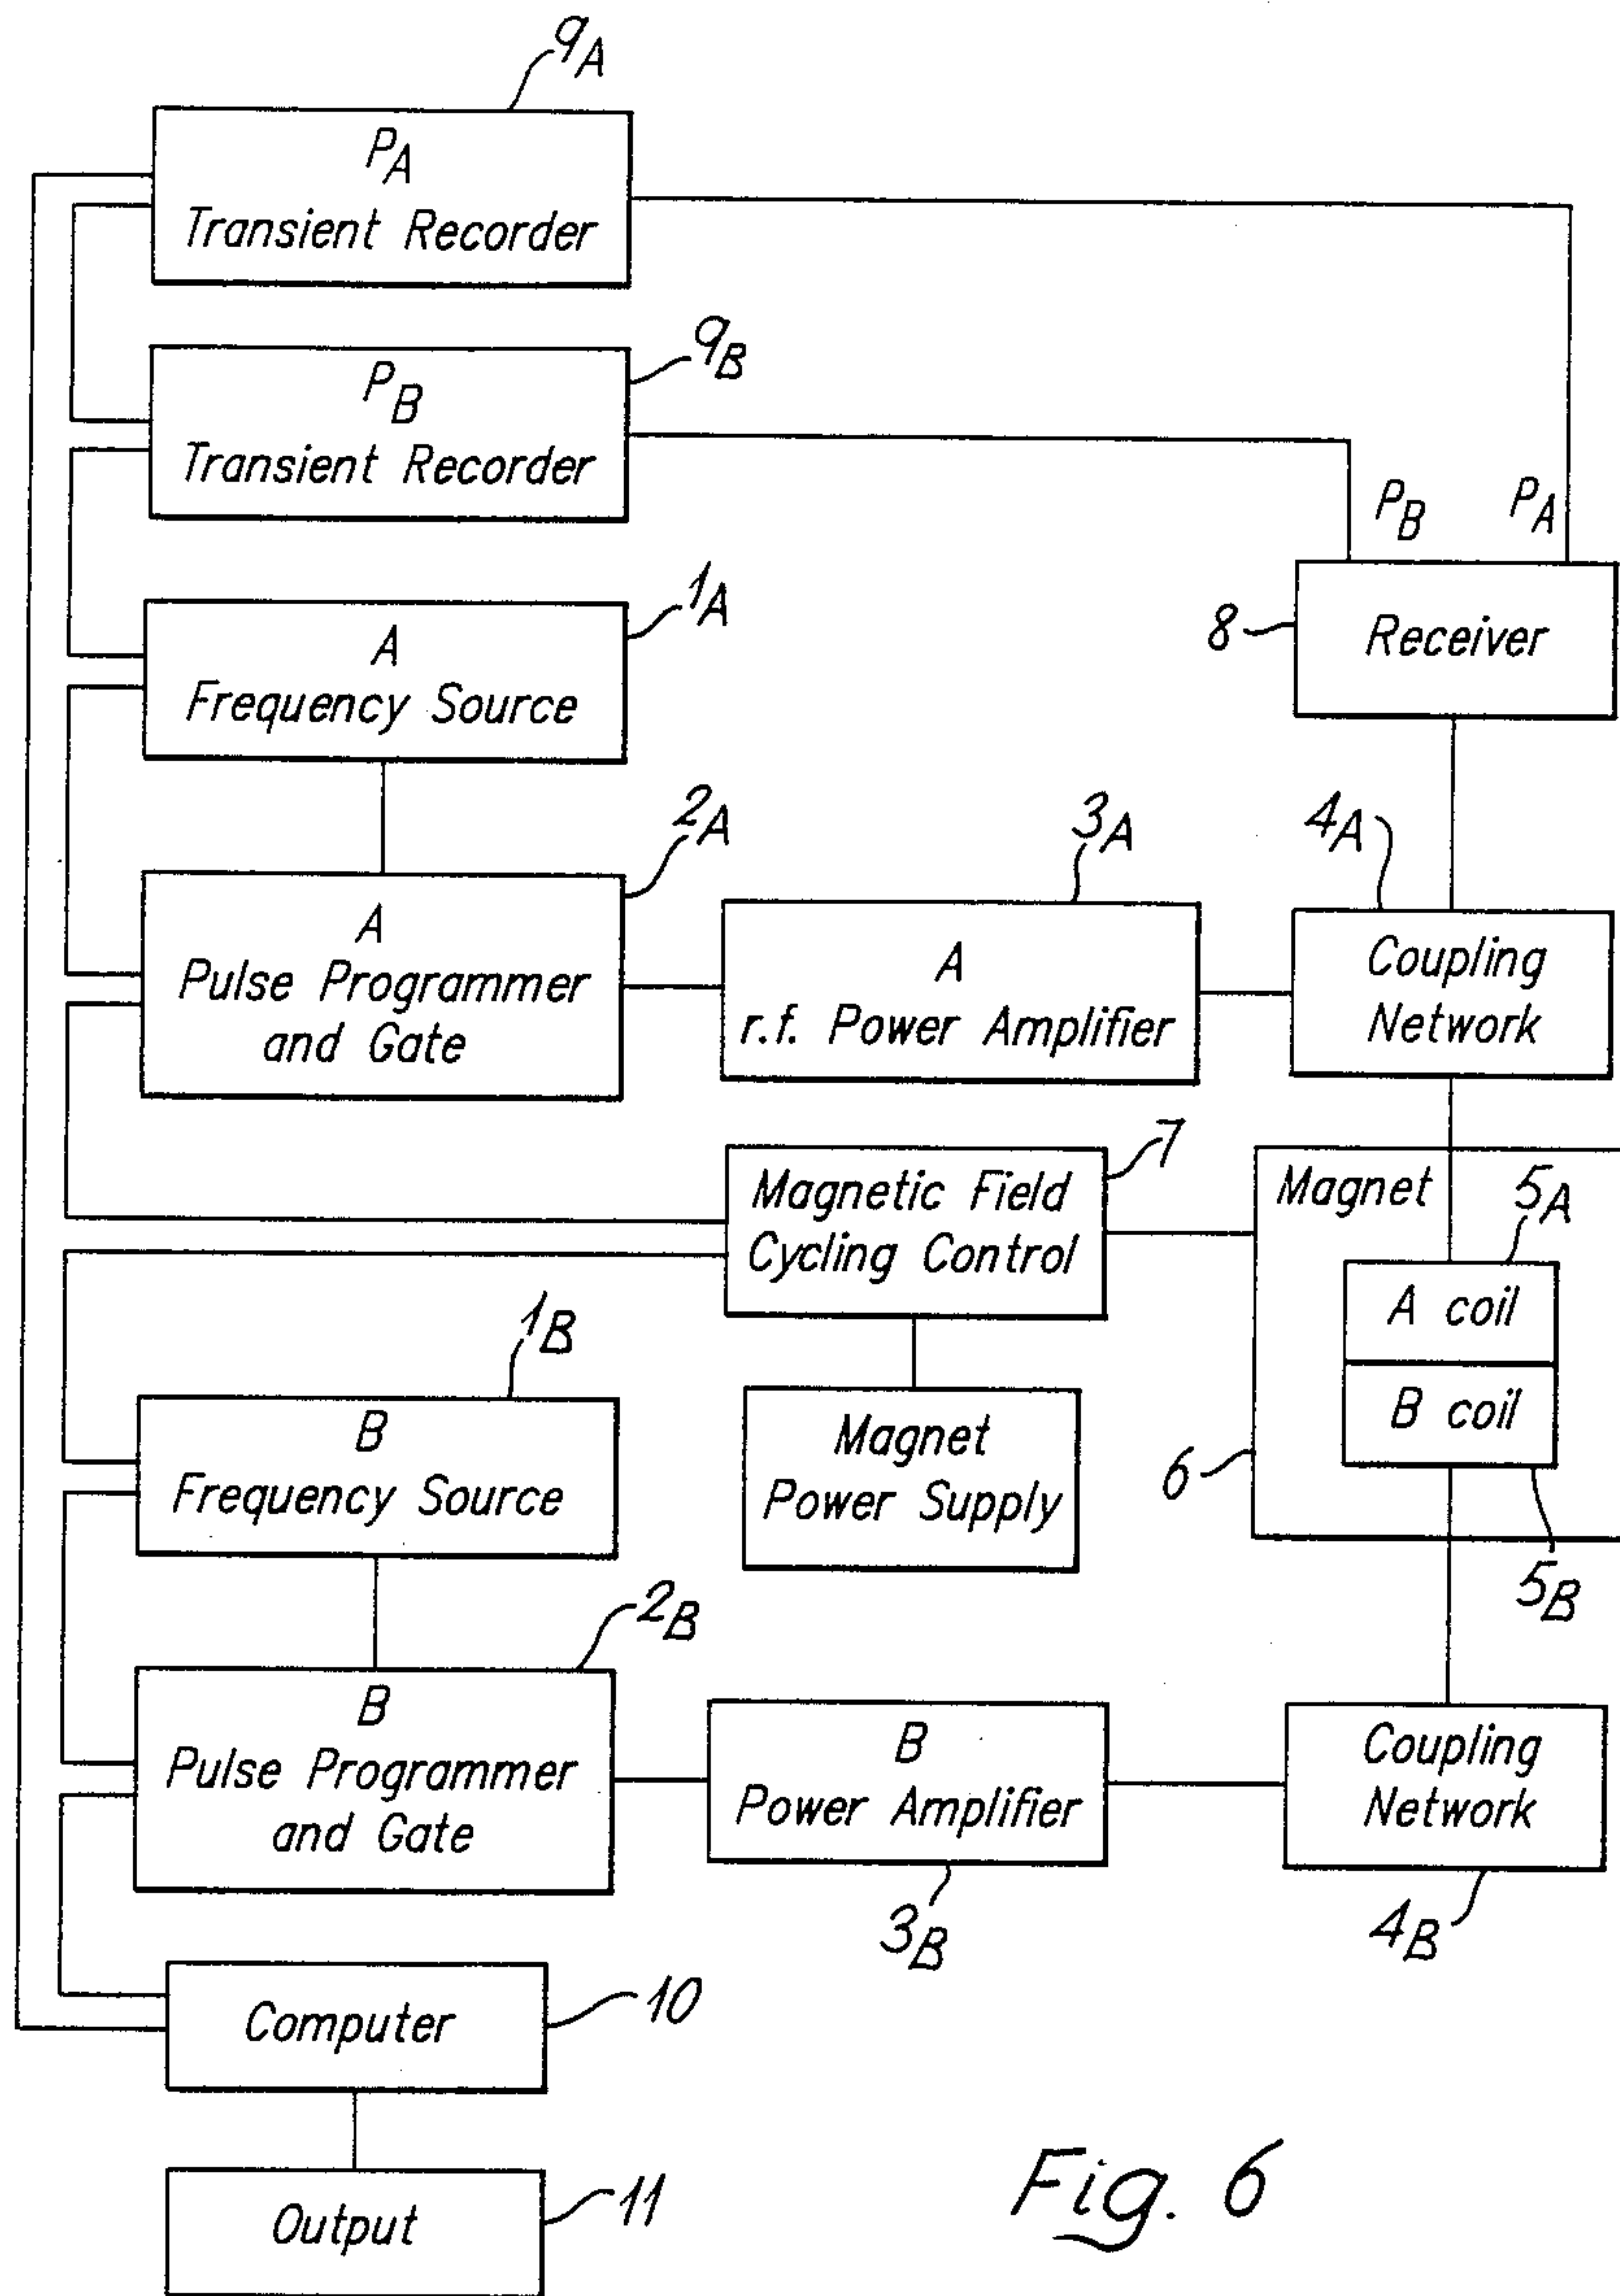 9A
PA
Transient Recorder
9B
PB
Transient Recorder
PB
PA
1A
A
Frequency Source
8
Receiver
2A
A
Pulse Programmer
and Gate
3A
A
r.f. Power Amplifier
4A
Coupling
Network
7
Magnetic Field
Cycling Control
Magnet
5A
A coil
B coil
6
5B
1B
B
Frequency Source
Magnet
Power Supply
2B
B
Pulse Programmer
and Gate
B
Power Amplifier
3B
Coupling
Network
4B
Computer
10
Output
11
Fig. 6